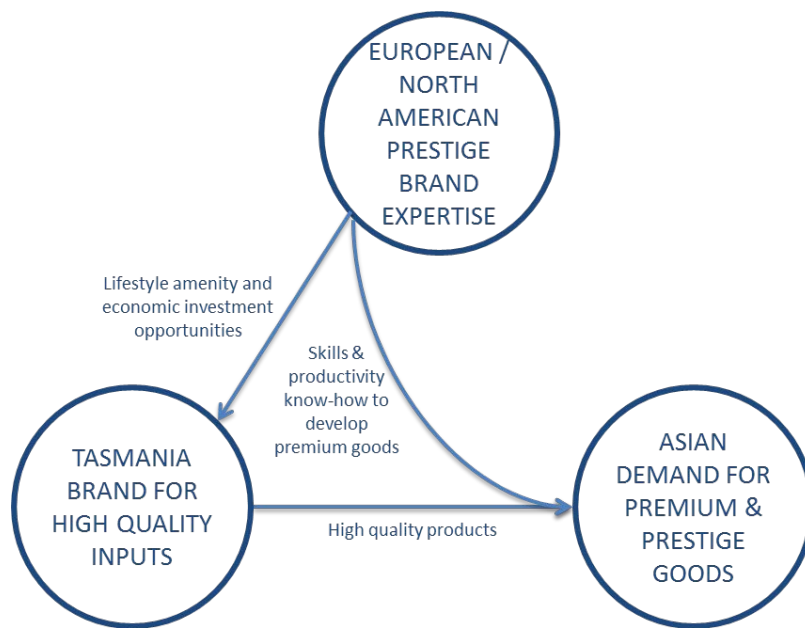 EUROPEAN /
NORTH
AMERICAN
PRESTIGE
BRAND
EXPERTISE
Lifestyle amenity and
economic investment
opportunities
Skills &
productivity
know-how to
develop
premium goods
TASMANIA
BRAND FOR
HIGH QUALITY
INPUTS
High quality products
ASIAN
DEMAND FOR
PREMIUM &
PRESTIGE
GOODS